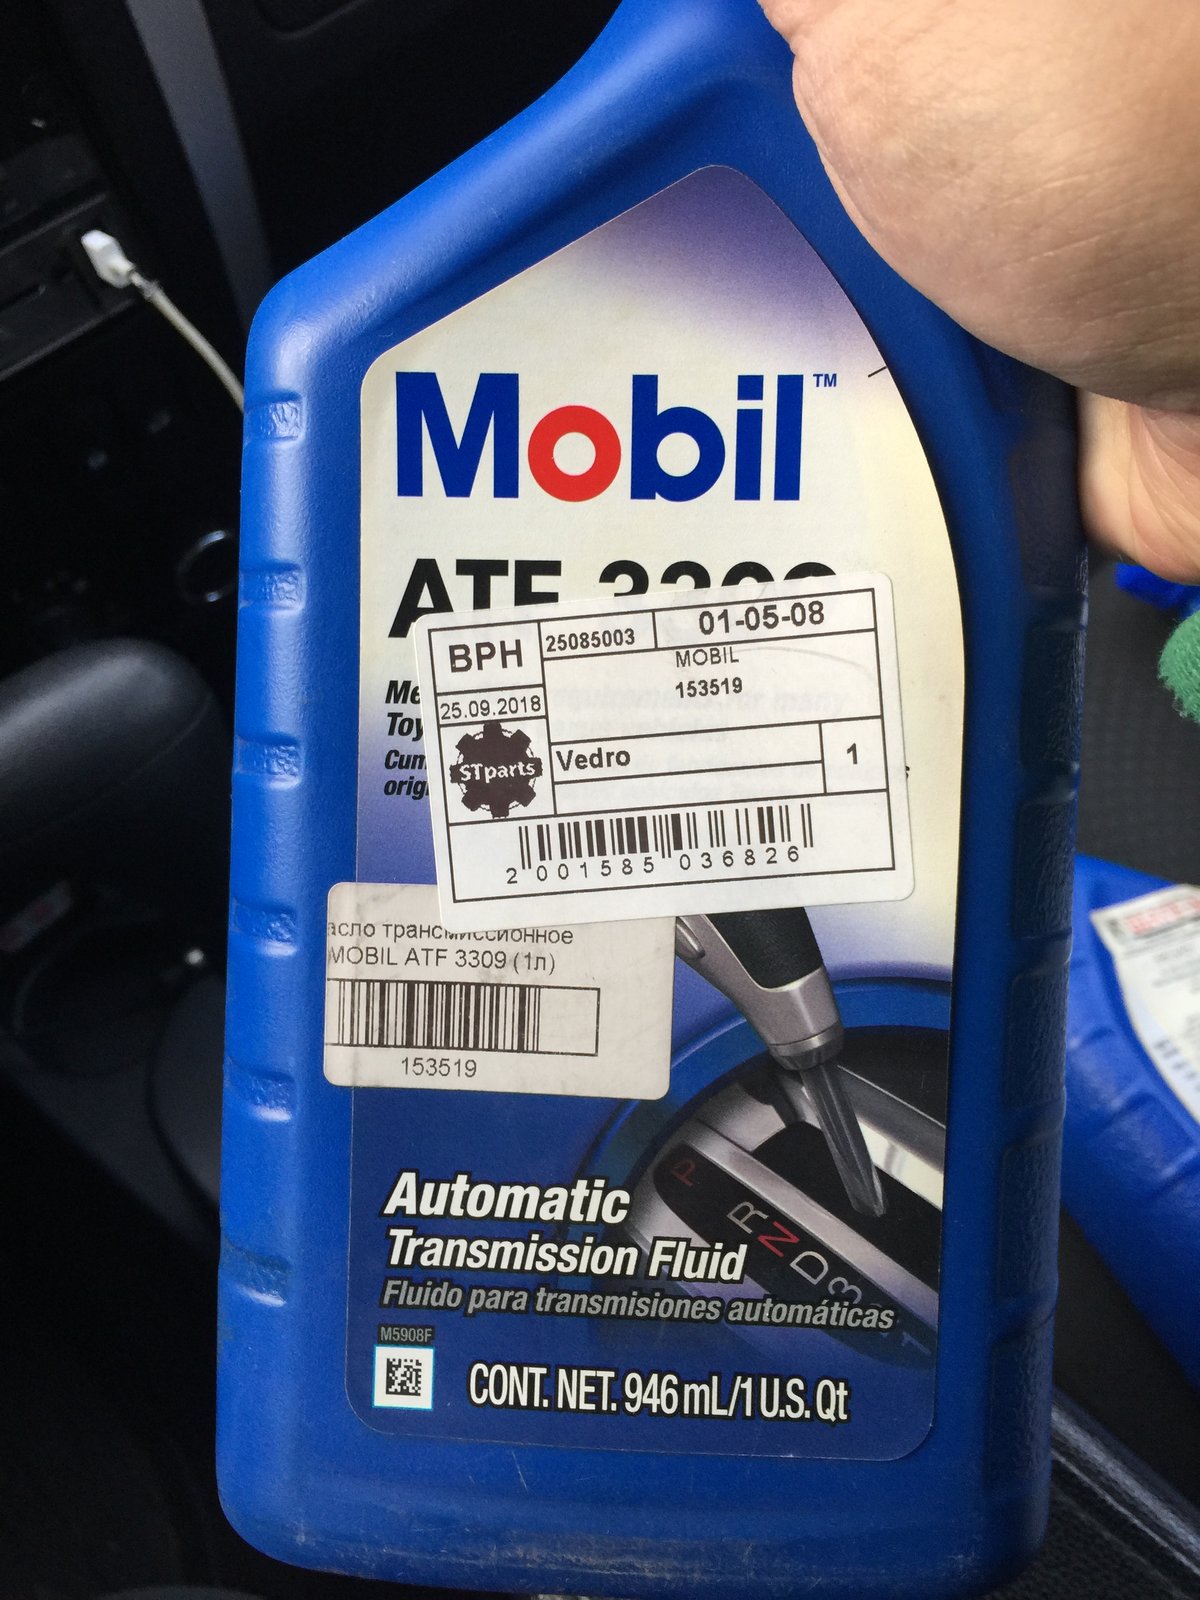 Mobil™
ATF 3309
BPH
25085003
01-05-08
MOBIL
153519
25.09.2018
STparts
Vedro
1
2 001585 036826
асло трансмиссионное
MOBIL ATF 3309 (1л)
153519
P
R
N
D
3
Automatic
Transmission Fluid
Fluido para transmisiones automáticas
M5908F
CONT. NET. 946 mL/1 U.S. Qt